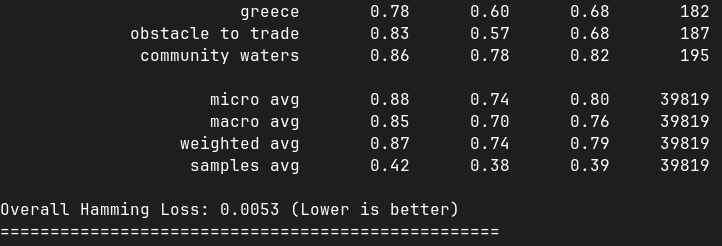 greece 0.78 0.60 0.68 182
obstacle to trade 0.83 0.57 0.68 187
community waters 0.86 0.78 0.82 195
micro avg 0.88 0.74 0.80 39819
macro avg 0.85 0.70 0.76 39819
weighted avg 0.87 0.74 0.79 39819
samples avg 0.42 0.38 0.39 39819
Overall Hamming Loss: 0.0053 (Lower is better)
==================================================